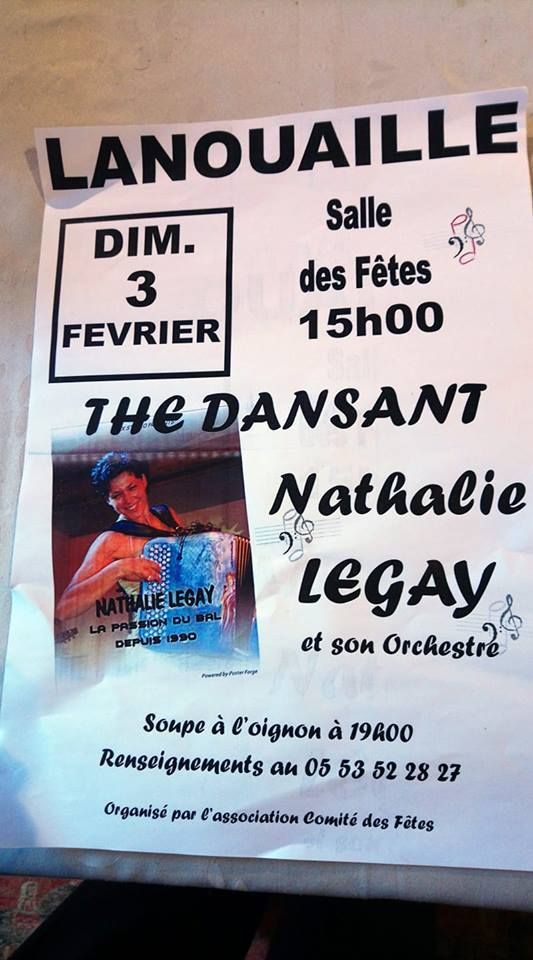 LANOUAILLE
DIM.
3
FEVRIER
Salle
des Fêtes
15h00
THE DANSANT
Nathalie
LEGAY
et son Orchestre
NATHALIE LEGAY
LA PASSION DU BAL
DEPUIS 1990
Powered by Poster Forge
Soupe à l'oignon à 19h00
Renseignements au 05 53 52 28 27
Organisé par l'association Comité des Fêtes